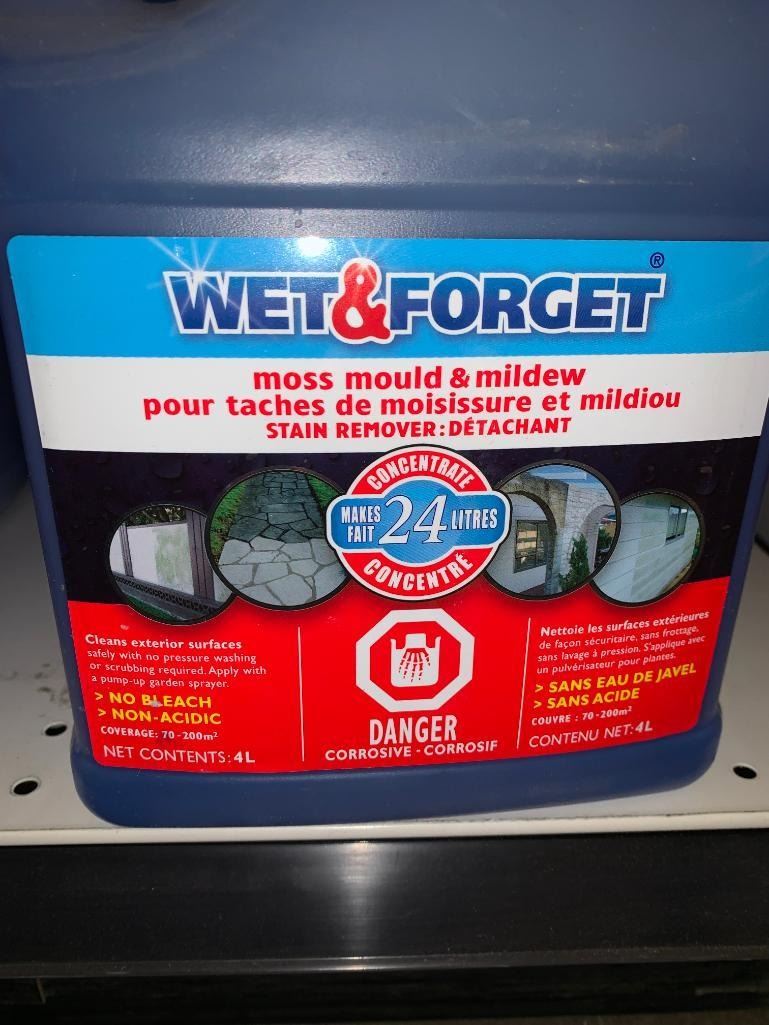 WET&FORGET®
moss mould & mildew
pour taches de moisissure et mildiou
STAIN REMOVER:DÉTACHANT
CONCENTRATE
MAKES
FAIT
24 LITRES
CONCENTRÉ
Cleans exterior surfaces
safely with no pressure washing
or scrubbing required. Apply with
a pump-up garden sprayer.
> NO BLEACH
> NON-ACIDIC
COVERAGE: 70-200m²
NET CONTENTS: 4L
DANGER
CORROSIVE - CORROSIF
Nettoie les surfaces extérieures
de façon sécuritaire, sans frottage,
sans lavage à pression. S'applique avec
un pulvérisateur pour plantes.
> SANS EAU DE JAVEL
> SANS ACIDE
COUVRE : 70-200m²
CONTENU NET:4L